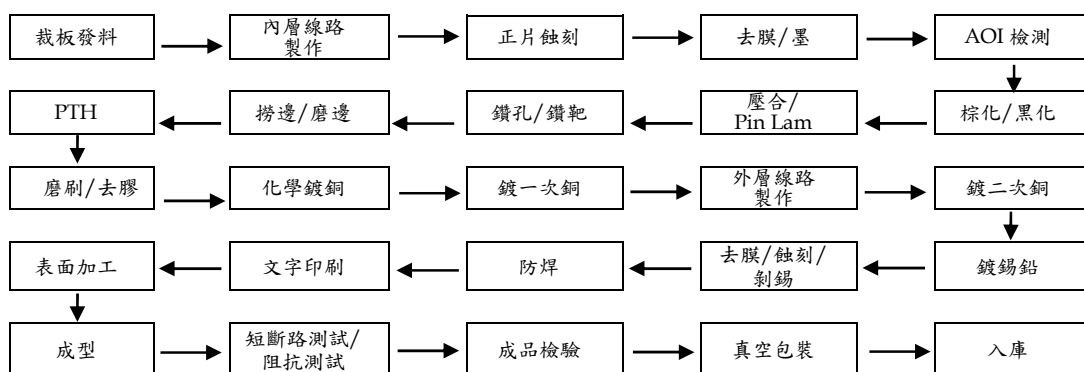 裁板發料
內層線路
製作
正片蝕刻
去膜/墨
AOI 檢測
棕化/黑化
壓合/
Pin Lam
鑽孔/鑽靶
撈邊/磨邊
PTH
磨刷/去膠
化學鍍銅
鍍一次銅
外層線路
製作
鍍二次銅
鍍錫鉛
去膜/蝕刻/
剝錫
防焊
文字印刷
表面加工
成型
短斷路測試/
阻抗測試
成品檢驗
真空包裝
入庫